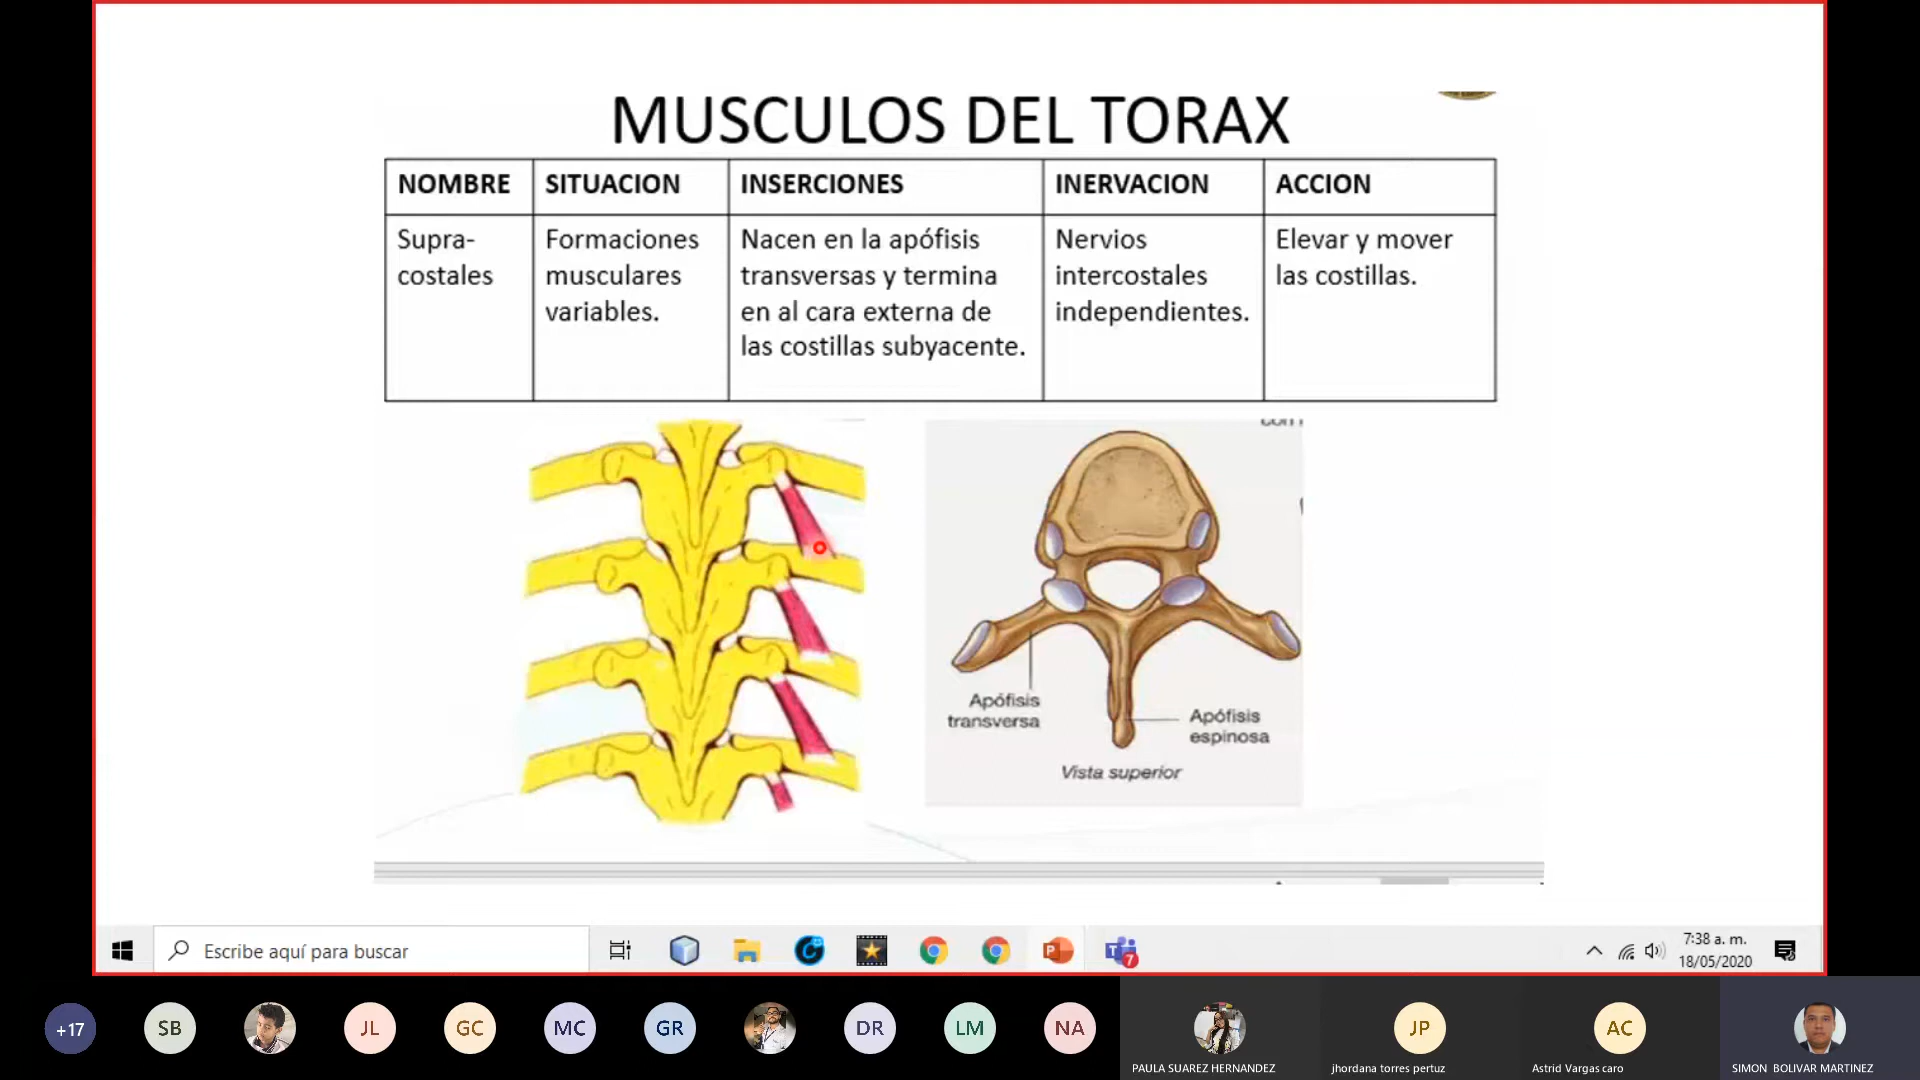 MUSCULOS DEL TORAX
NOMBRE
SITUACION
INSERCIONES
INERVACION
ACCION
Supra-
costales
Formaciones
musculares
variables.
Nacen en la apófisis
transversas y termina
en al cara externa de
las costillas subyacente.
Nervios
intercostales
independientes.
Elevar y mover
las costillas.
Apófisis
transversa
Apófisis
espinosa
Vista superior
Escribe aquí para buscar
7
7:38 a. m.
18/05/2020
+17
SB
JL
GC
MC
GR
DR
LM
NA
PAULA SUAREZ HERNANDEZ
JP
jhordana torres pertuz
AC
Astrid Vargas caro
SIMON BOLIVAR MARTINEZ